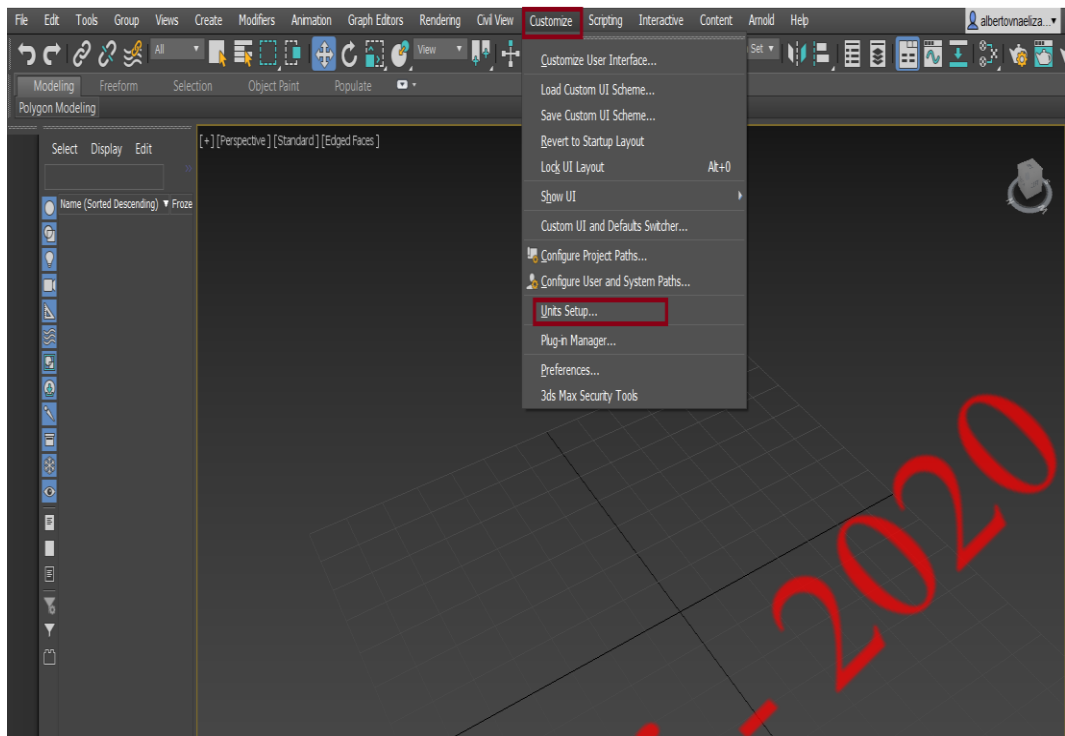 File Edit Tools Group Views Create Modifiers Animation Graph Editors Rendering Civil View Customize Scripting Interactive Content Arnold Help albertovnaeliza...
All View Set
Modeling Freeform Selection Object Paint Populate
Polygon Modeling
Select Display Edit
Name (Sorted Descending) Froze
[+] [Perspective] [Standard] [Edged Faces]
Customize User Interface...
Load Custom UI Scheme...
Save Custom UI Scheme...
Revert to Startup Layout
Lock UI Layout Alt+0
Show UI
Custom UI and Defaults Switcher...
Configure Project Paths...
Configure User and System Paths...
Units Setup...
Plug-in Manager...
Preferences...
3ds Max Security Tools
- 2020